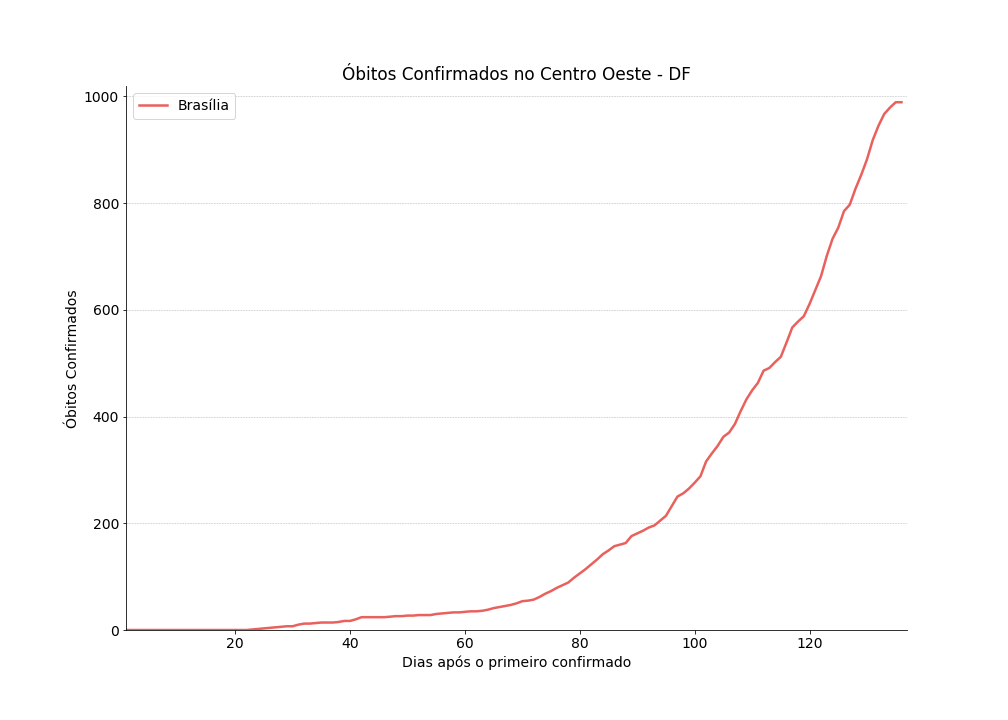 Óbitos Confirmados no Centro Oeste - DF
Brasília
1000
800
600
400
200
0
Óbitos Confirmados
20 40 60 80 100 120
Dias após o primeiro confirmado